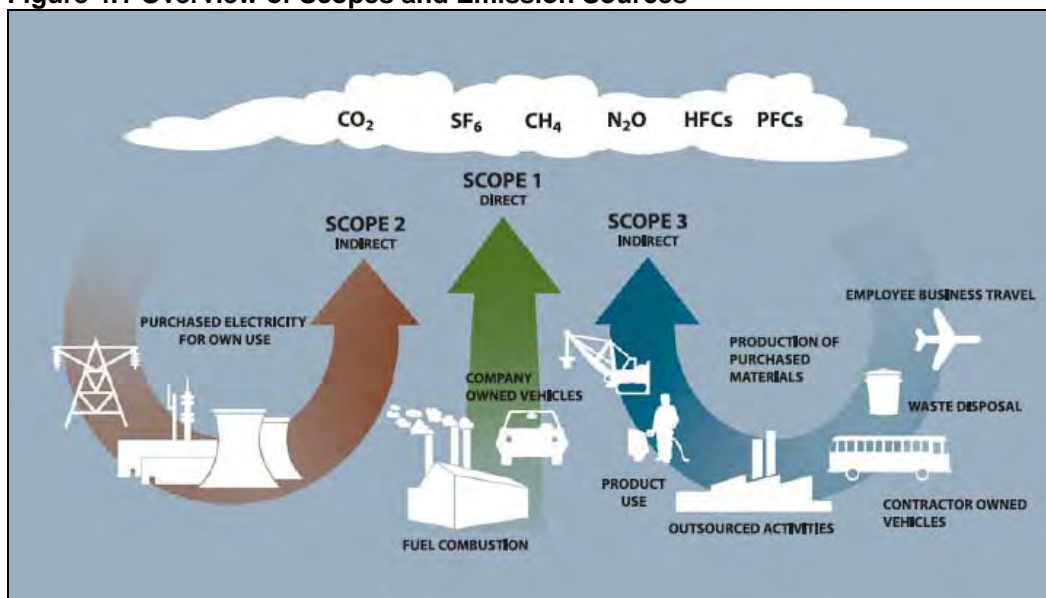 Figure 4.1 Overview of Scopes and Emission Sources
CO₂ SF₆ CH₄ N₂O HFCs PFCs
SCOPE 1
DIRECT
SCOPE 2
INDIRECT
SCOPE 3
INDIRECT
PURCHASED ELECTRICITY
FOR OWN USE
COMPANY
OWNED VEHICLES
FUEL COMBUSTION
PRODUCT
USE
PRODUCTION OF
PURCHASED
MATERIALS
OUTSOURCED ACTIVITIES
EMPLOYEE BUSINESS TRAVEL
WASTE DISPOSAL
CONTRACTOR OWNED
VEHICLES